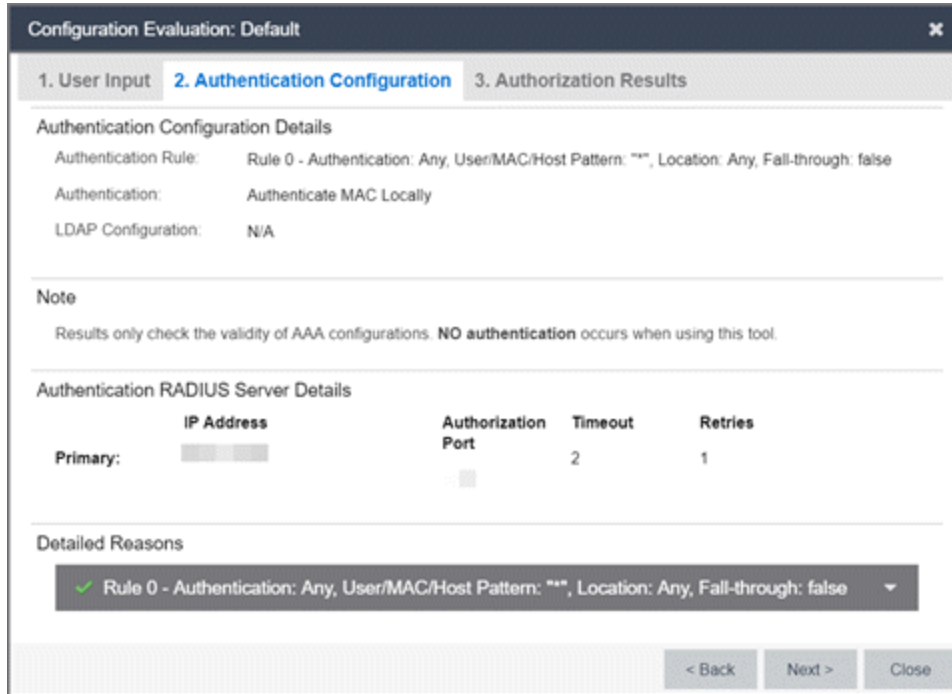 Configuration Evaluation: Default
1. User Input 2. Authentication Configuration 3. Authorization Results
Authentication Configuration Details
Authentication Rule: Rule 0 - Authentication: Any, User/MAC/Host Pattern: "*", Location: Any, Fall-through: false
Authentication: Authenticate MAC Locally
LDAP Configuration: N/A
Note
Results only check the validity of AAA configurations. NO authentication occurs when using this tool.
Authentication RADIUS Server Details
IP Address Authorization Port Timeout Retries
Primary: 2 1
Detailed Reasons
Rule 0 - Authentication: Any, User/MAC/Host Pattern: "*", Location: Any, Fall-through: false
< Back Next > Close